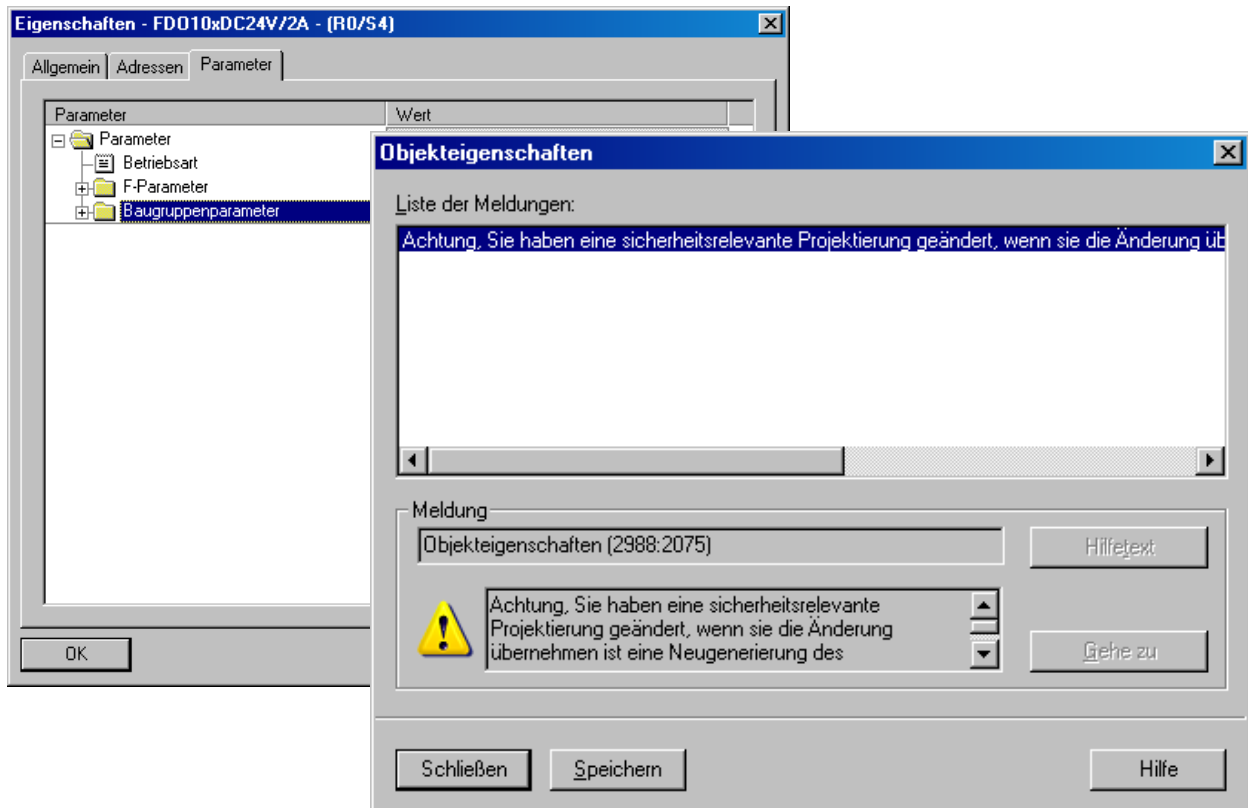 Eigenschaften - FDO10xDC24V/2A - (R0/S4)
Allgemein Adressen Parameter
Parameter Wert
Parameter
Betriebsart
F-Parameter
Baugruppenparameter
OK
Objekteigenschaften
Liste der Meldungen:
Achtung, Sie haben eine sicherheitsrelevante Projektierung geändert, wenn sie die Änderung üb
Meldung
Objekteigenschaften (2988:2075)
Hilfetext
Achtung, Sie haben eine sicherheitsrelevante
Projektierung geändert, wenn sie die Änderung
übernehmen ist eine Neugenerierung des
Gehe zu
Schließen Speichern Hilfe